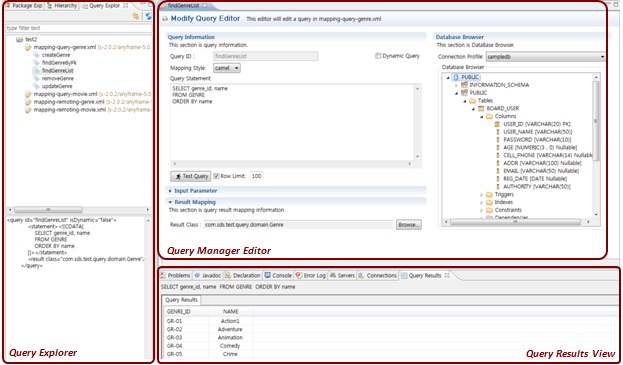 Package Exp
Hierarchy
Query Explor
type filter text
test2
mapping-query-genre.xml (s-2.0.2/anyframe-5.0
createGenre
findGenreByPk
findGenreList
removeGenre
updateGenre
mapping-query-movie.xml (s-2.0.2/anyframe-5.0
mapping-remoting-genre.xml (s-2.0.2/anyframe
mapping-remoting-movie.xml (s-2.0.2/anyframe
<query id="findGenreList" isDynamic="false">
<statement> <![CDATA[
SELECT genre_id, name
FROM GENRE
ORDER BY name
]]> </statement>
<result class="com.sds.test.query.domain.Genre"/
</query>
Query Explorer
findGenreList
Modify Query Editor This editor will edit a query in mapping-query-genre.xml
Query Information
This section is query information.
Query ID : findGenreList Dynamic Query
Mapping Style: camel
Query Statement:
SELECT genre_id, name
FROM GENRE
ORDER BY name
Test Query Row Limit: 100
Input Parameter
Result Mapping
This section is query result mapping information.
Result Class : com.sds.test.query.domain.Genre Browse...
Query Manager Editor
Database Browser
This section is DataBase Browser.
Connection Profile: sampledb
Database Browser
PUBLIC
INFORMATION_SCHEMA
PUBLIC
Tables
BOARD_USER
Columns
USER_ID [VARCHAR(20) PK]
USER_NAME [VARCHAR(50)]
PASSWORD [VARCHAR(10)]
AGE [NUMERIC(3 , 0) Nullable]
CELL_PHONE [VARCHAR(14) Nullable]
ADDR [VARCHAR(100) Nullable]
EMAIL [VARCHAR(50) Nullable]
REG_DATE [DATE Nullable]
AUTHORITY [VARCHAR(50)]
Triggers
Indexes
Constraints
Dependencies
Problems Javadoc Declaration Console Error Log Servers Connections Query Results
SELECT genre_id, name FROM GENRE ORDER BY name
Query Results
GENRE_ID NAME
GR-01 Action1
GR-02 Adventure
GR-03 Animation
GR-04 Comedy
GR-05 Crime
Query Results View